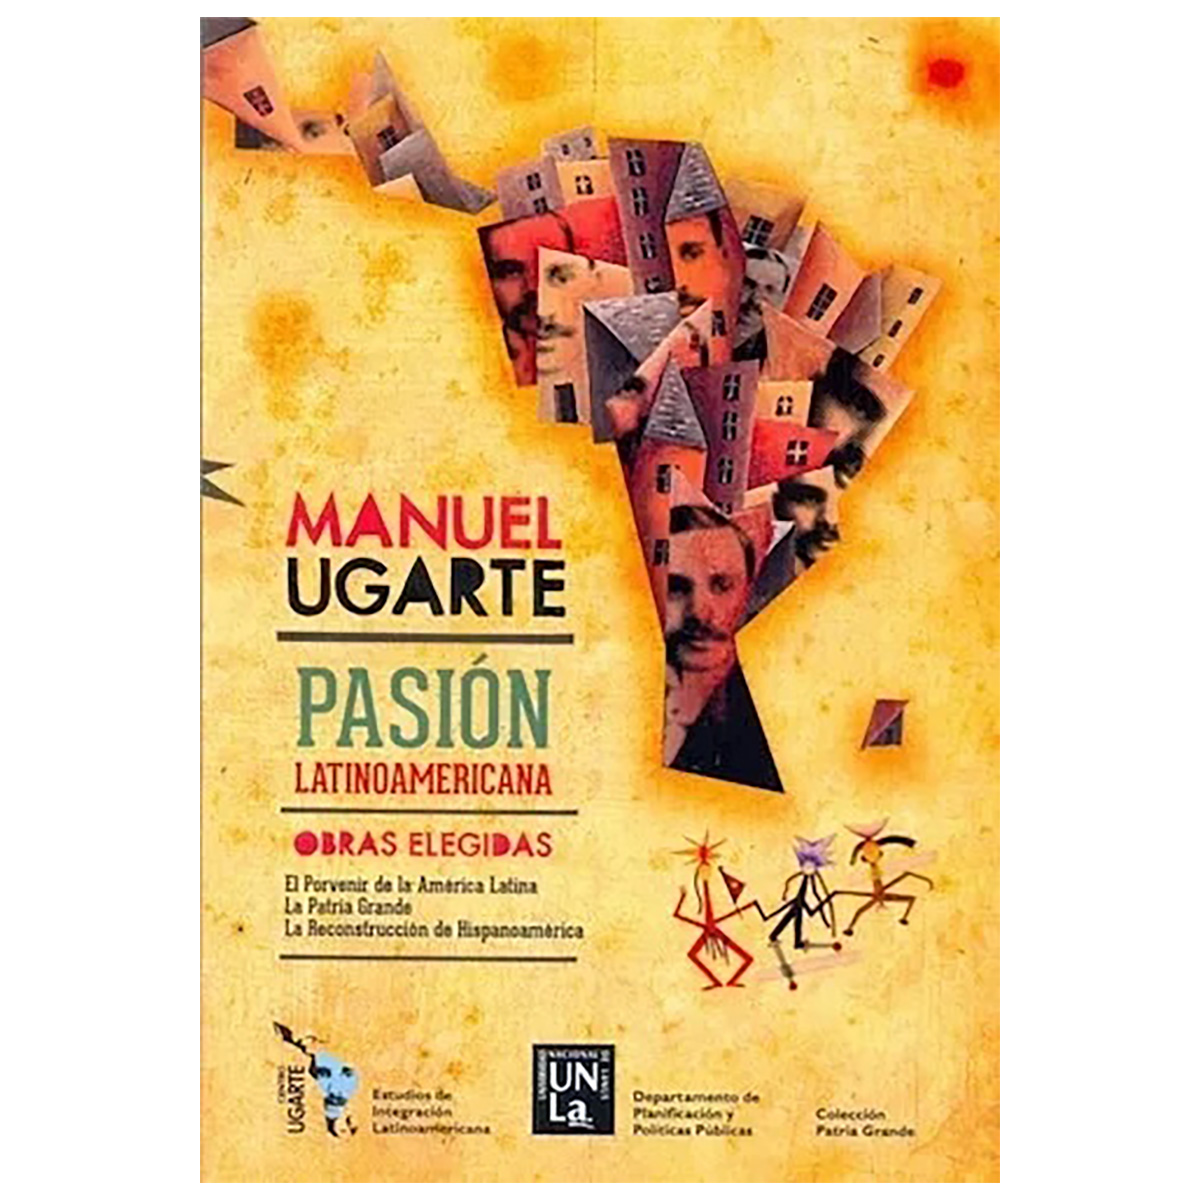 MANUEL
UGARTE
PASIÓN
LATINOAMERICANA
OBRAS ELEGIDAS
El Porvenir de la América Latina
La Patria Grande
La Reconstrucción de Hispanoamérica
CENTRO
UGARTE
Estudios de
Integración
Latinoamericana
UNIVERSIDAD
NACIONAL
DE LANÚS
UN
La
Departamento de
Planificación y
Políticas Públicas
Colección
Patria Grande